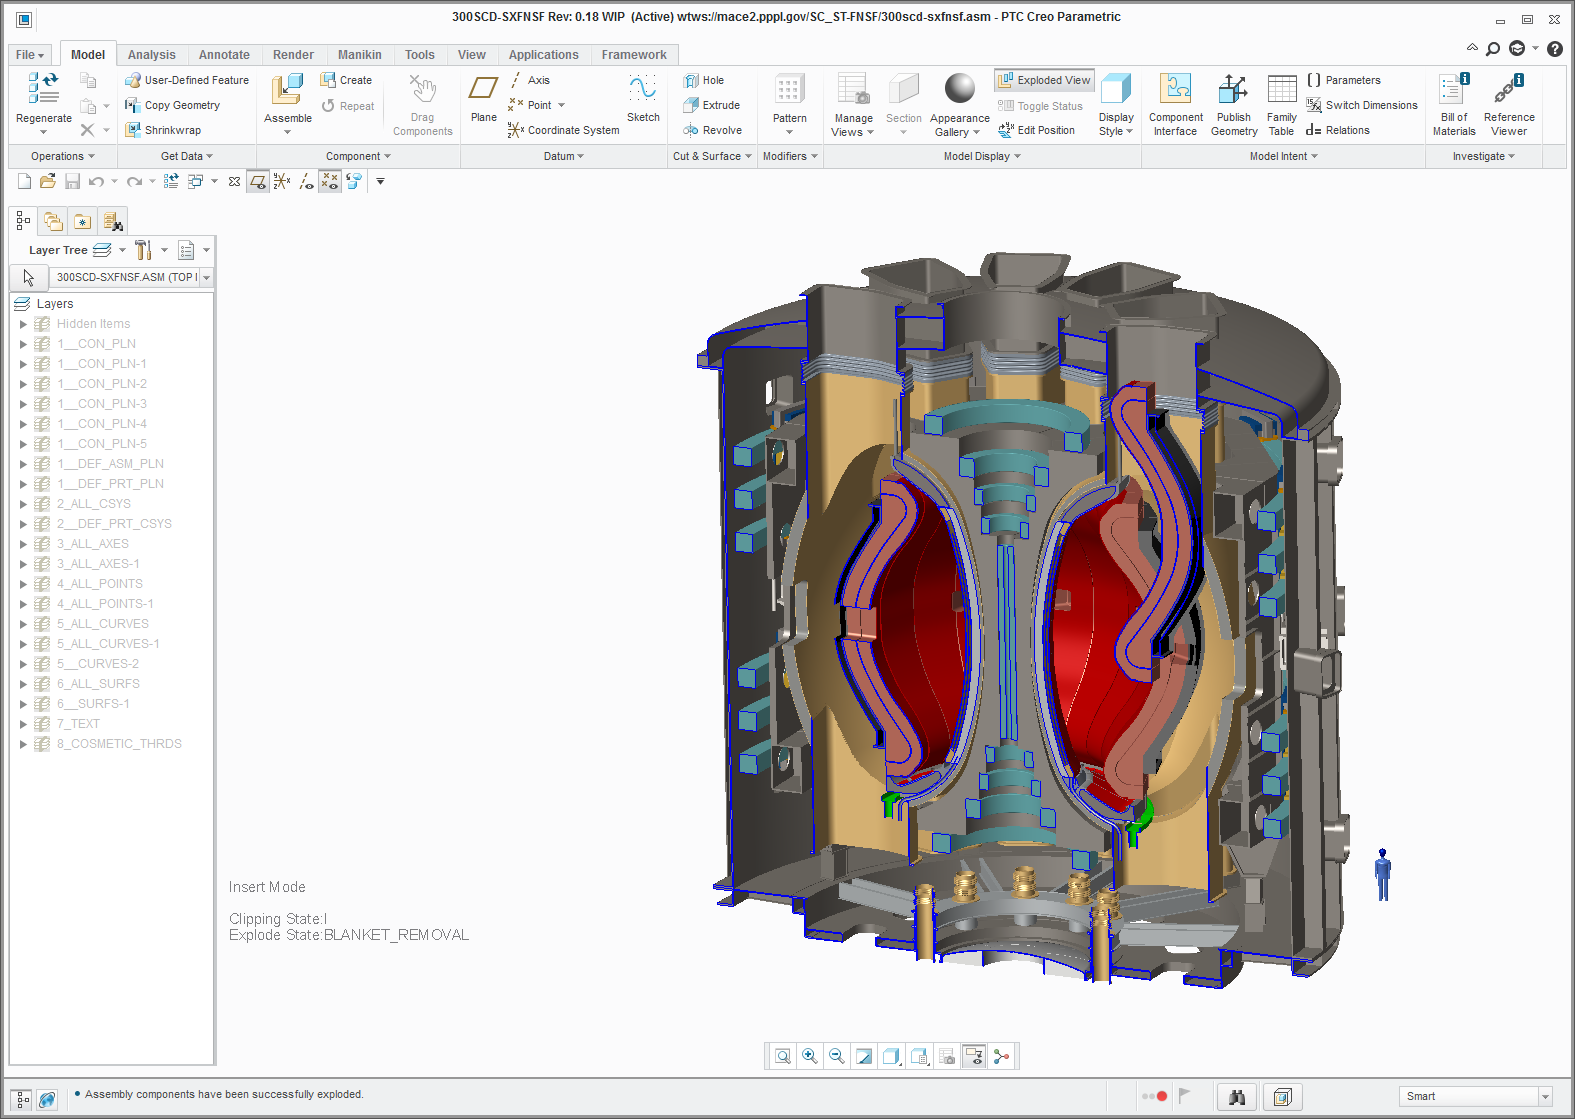 300SCD-SXFNSF Rev: 0.18 WIP  (Active) wtws://mace2.pppl.gov/SC_ST-FNSF/300scd-sxfnsf.asm - PTC Creo Parametric
File Model Analysis Annotate Render Manikin Tools View Applications Framework
Regenerate
User-Defined Feature
Copy Geometry
Shrinkwrap
Assemble
Create
Repeat
Drag
Components
Plane
Axis
Point
Coordinate System
Sketch
Hole
Extrude
Revolve
Pattern
Manage
Views
Section
Appearance
Gallery
Exploded View
Toggle Status
Edit Position
Display
Style
Component
Interface
Publish
Geometry
Family
Table
Parameters
Switch Dimensions
Relations
Bill of
Materials
Reference
Viewer
Operations Get Data Component Datum Cut & Surface Modifiers Model Display Model Intent Investigate
Layer Tree
300SCD-SXFNSF.ASM (TOP
Layers
Hidden Items
1__CON_PLN
1__CON_PLN-1
1__CON_PLN-2
1__CON_PLN-3
1__CON_PLN-4
1__CON_PLN-5
1__DEF_ASM_PLN
1__DEF_PRT_PLN
2_ALL_CSYS
2__DEF_PRT_CSYS
3_ALL_AXES
3_ALL_AXES-1
4_ALL_POINTS
4_ALL_POINTS-1
5_ALL_CURVES
5_ALL_CURVES-1
5__CURVES-2
6_ALL_SURFS
6__SURFS-1
7_TEXT
8_COSMETIC_THRDS
Insert Mode
Clipping State:I
Explode State:BLANKET_REMOVAL
Assembly components have been successfully exploded.
Smart